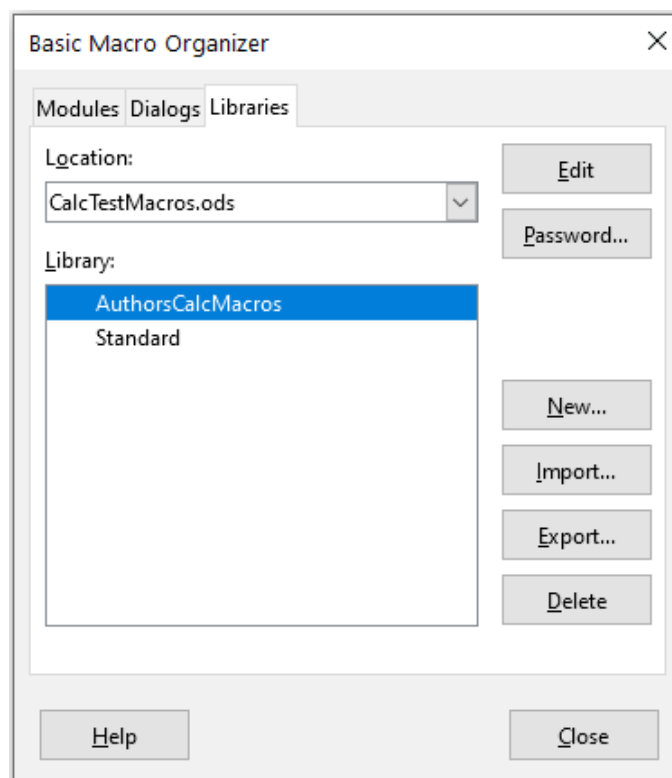 Basic Macro Organizer
Modules Dialogs Libraries
Location:
Edit
CalcTestMacros.ods
Password...
Library:
AuthorsCalcMacros
Standard
New...
Import...
Export...
Delete
Help
Close